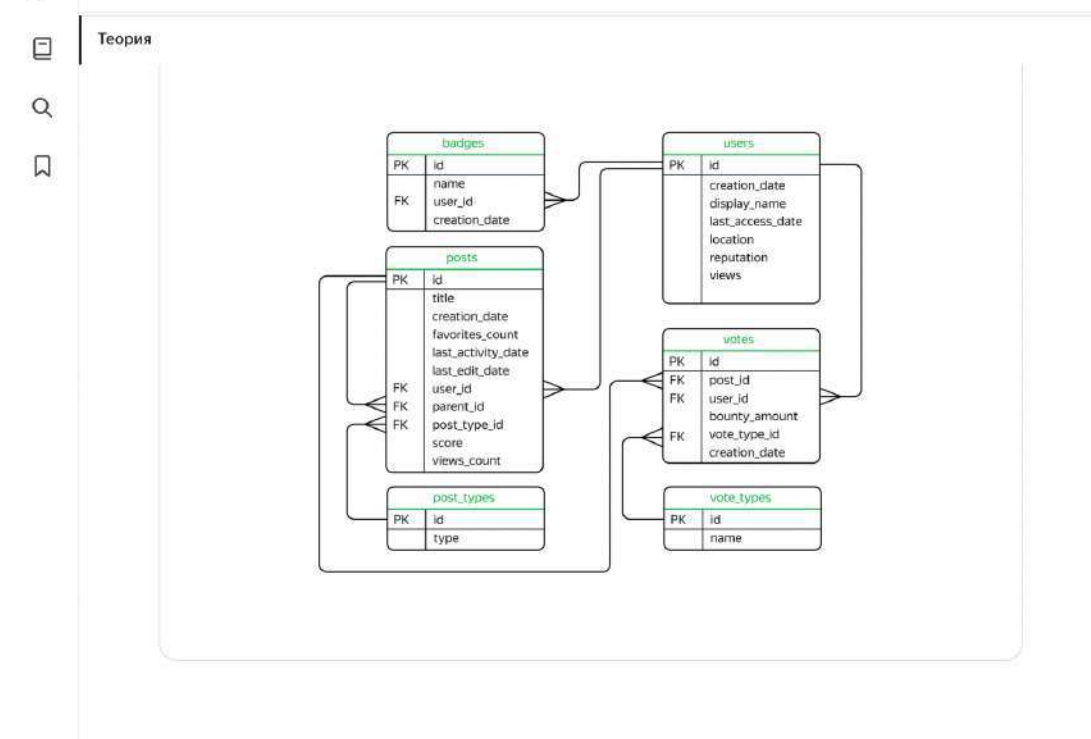 Теория
badges
PK id
name
FK user_id
creation_date
users
PK id
creation_date
display_name
last_access_date
location
reputation
views
posts
PK id
title
creation_date
favorites_count
last_activity_date
last_edit_date
FK user_id
FK parent_id
FK post_type_id
score
views_count
votes
PK id
FK post_id
FK user_id
bounty_amount
FK vote_type_id
creation_date
post_types
PK id
type
vote_types
PK id
name